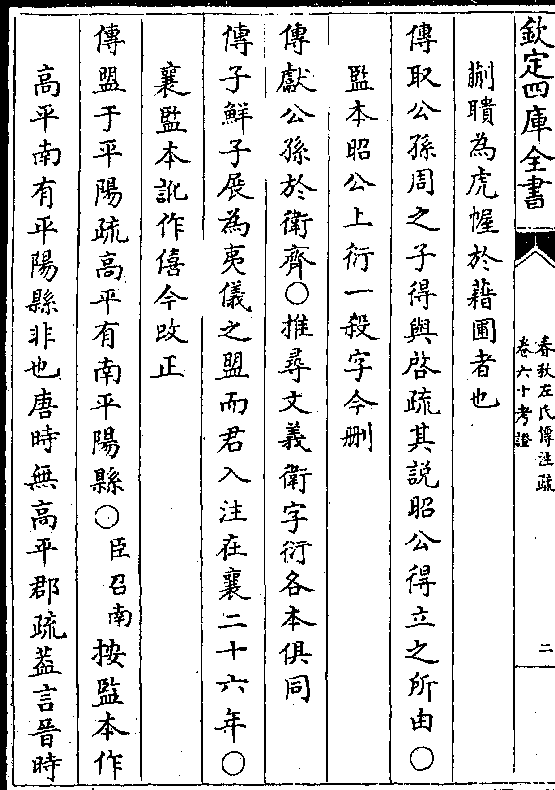 欽定四庫全書
春秋左氏傳注疏
卷六十考證
二
蒯聵為虎幄於藉圃者也
傳取公孫周之子得與啓疏其説昭公得立之所由○
監本昭公上衍一殺字今刪
傳獻公孫於衛齊○推尋文義衛字衍各本俱同
傳子鮮子展為夷儀之盟而君入注在襄二十六年○
襄監本訛作僖今改正
傳盟于平陽疏高平有南平陽縣○臣召南按監本作
高平南有平陽縣非也唐時無高平郡疏葢言晉時